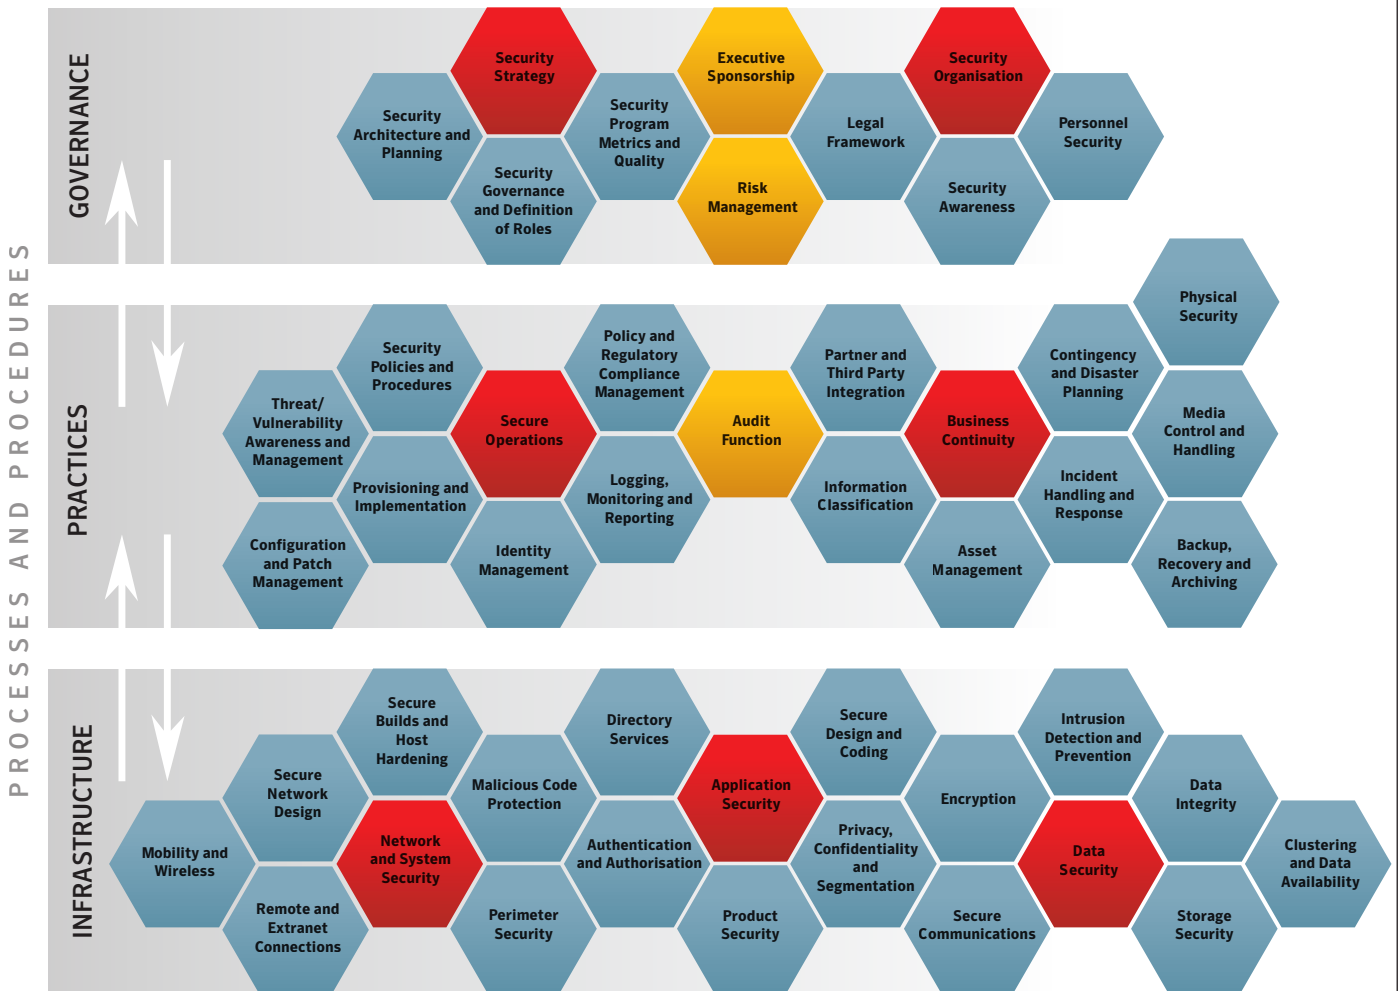 PROCESSES AND PROCEDURES
GOVERNANCE
Security
Strategy
Executive
Sponsorship
Security
Organisation
Security
Architecture and
Planning
Security
Program
Metrics and
Quality
Legal
Framework
Personnel
Security
Security
Governance
and Definition
of Roles
Risk
Management
Security
Awareness
PRACTICES
Physical
Security
Security
Policies and
Procedures
Policy and
Regulatory
Compliance
Management
Partner and
Third Party
Integration
Contingency
and Disaster
Planning
Threat/
Vulnerability
Awareness and
Management
Secure
Operations
Audit
Function
Business
Continuity
Media
Control and
Handling
Provisioning and
Implementation
Logging,
Monitoring and
Reporting
Information
Classification
Incident
Handling and
Response
Configuration
and Patch
Management
Identity
Management
Asset
Management
Backup,
Recovery and
Archiving
INFRASTRUCTURE
Secure
Builds and
Host
Hardening
Directory
Services
Secure
Design and
Coding
Intrusion
Detection and
Prevention
Secure
Network
Design
Malicious Code
Protection
Application
Security
Encryption
Data
Integrity
Mobility and
Wireless
Network
and System
Security
Authentication
and Authorisation
Privacy,
Confidentiality
and
Segmentation
Data
Security
Clustering
and Data
Availability
Remote and
Extranet
Connections
Perimeter
Security
Product
Security
Secure
Communications
Storage
Security